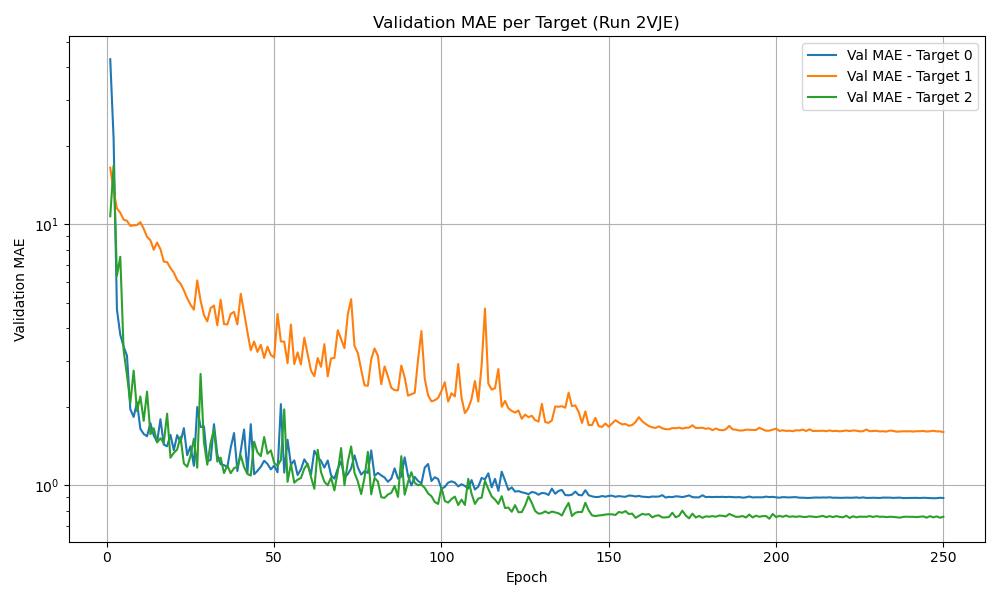 Validation MAE per Target (Run 2VJE)
Val MAE - Target 0
Val MAE - Target 1
Val MAE - Target 2
Validation MAE
10¹
10⁰
0 50 100 150 200 250
Epoch